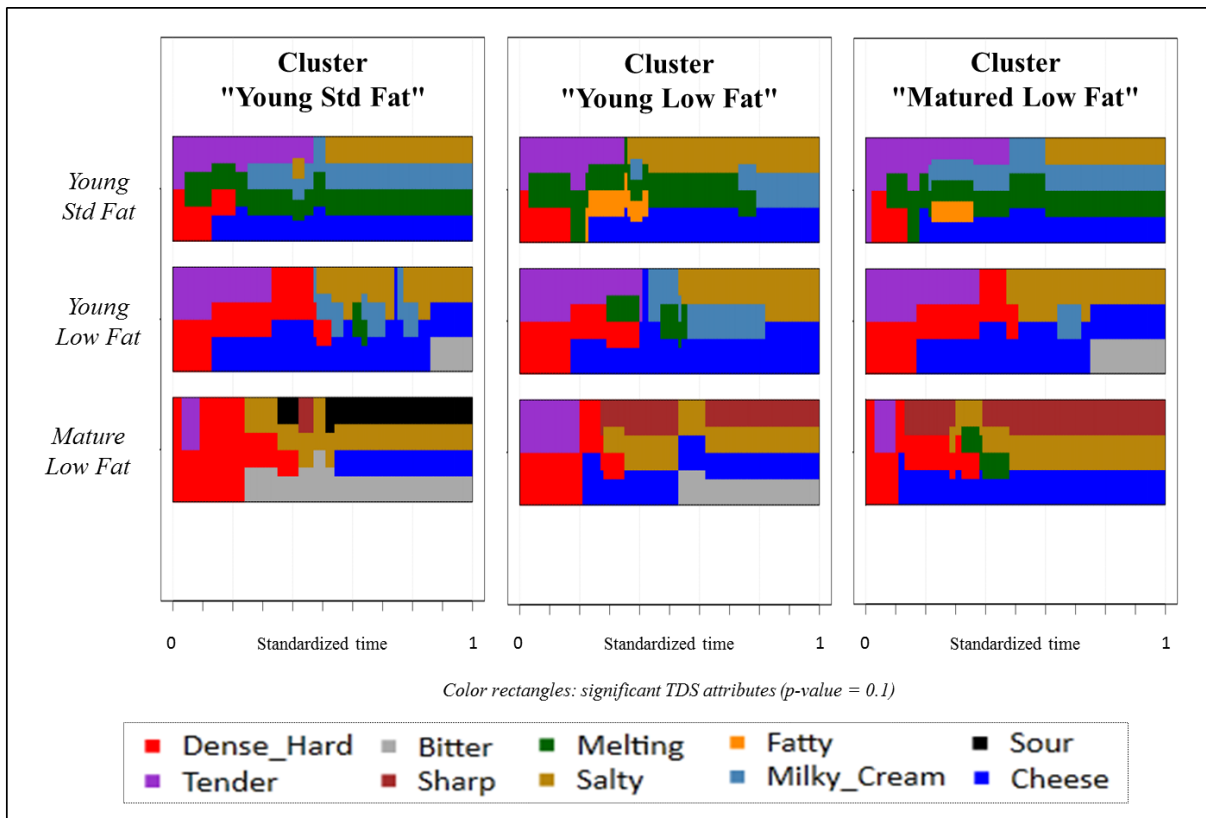 Cluster
"Young Std Fat"
Cluster
"Young Low Fat"
Cluster
"Matured Low Fat"
Young
Std Fat
Young
Low Fat
Mature
Low Fat
0 Standardized time 1
0 Standardized time 1
0 Standardized time 1
Color rectangles: significant TDS attributes (p-value = 0.1)
Dense_Hard Bitter Melting Fatty Sour
Tender Sharp Salty Milky_Cream Cheese